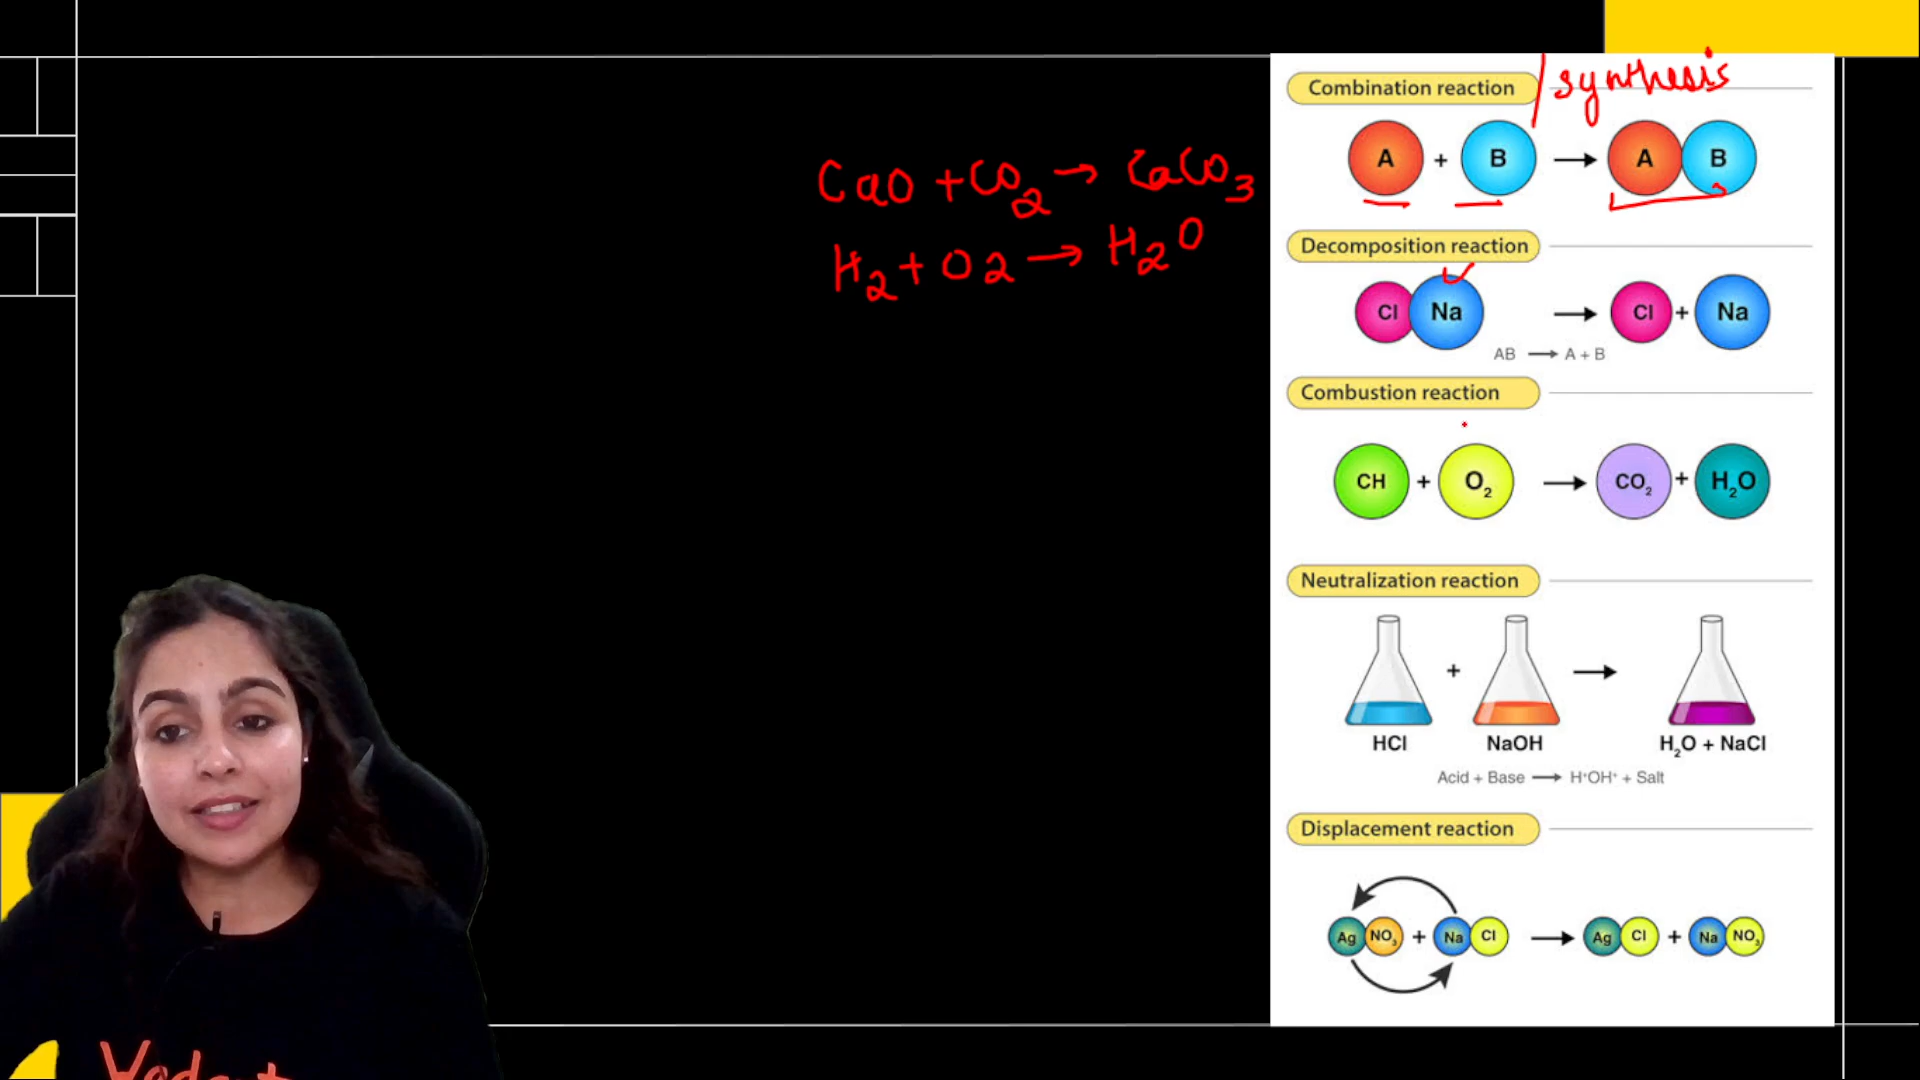 Combination reaction / synthesis
A + B → A B
CaO + CO2 → CaCO3
H2 + O2 → H2O
Decomposition reaction
Cl Na → Cl + Na
AB → A + B
Combustion reaction
CH + O2 → CO2 + H2O
Neutralization reaction
+ →
HCl NaOH H2O + NaCl
Acid + Base → H⁺OH⁺ + Salt
Displacement reaction
Ag NO3 + Na Cl → Ag Cl + Na NO3